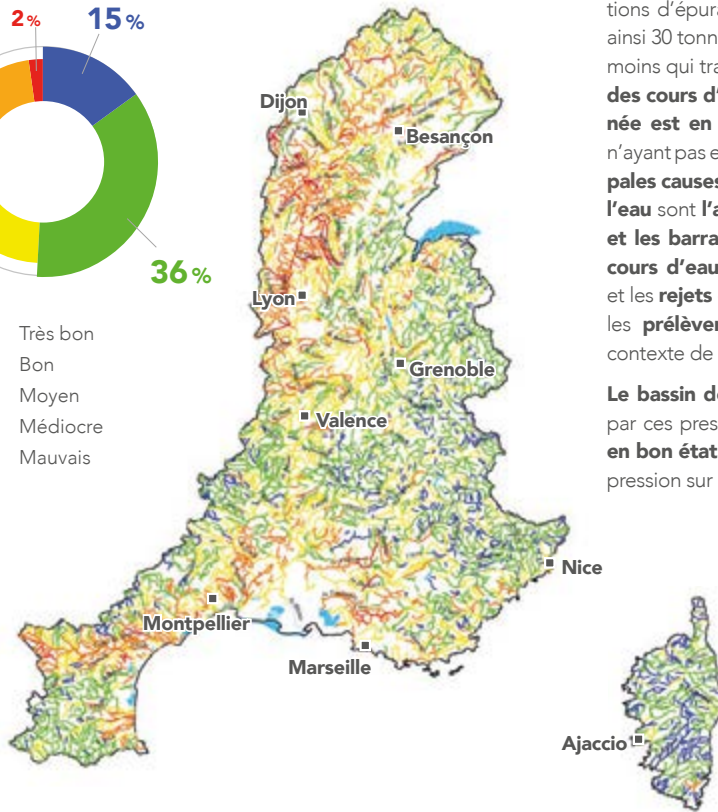 2 %
15 %
36 %
Très bon
Bon
Moyen
Médiocre
Mauvais
Dijon
Besançon
Lyon
Grenoble
Valence
Nice
Montpellier
Marseille
Ajaccio
tions d'épura
ainsi 30 tonn
moins qui tra
des cours d'
née est en
n'ayant pas e
pales causes
l'eau sont l'a
et les barra
cours d'eau
et les rejets
les prélève
contexte de
Le bassin de
par ces pres
en bon état
pression sur